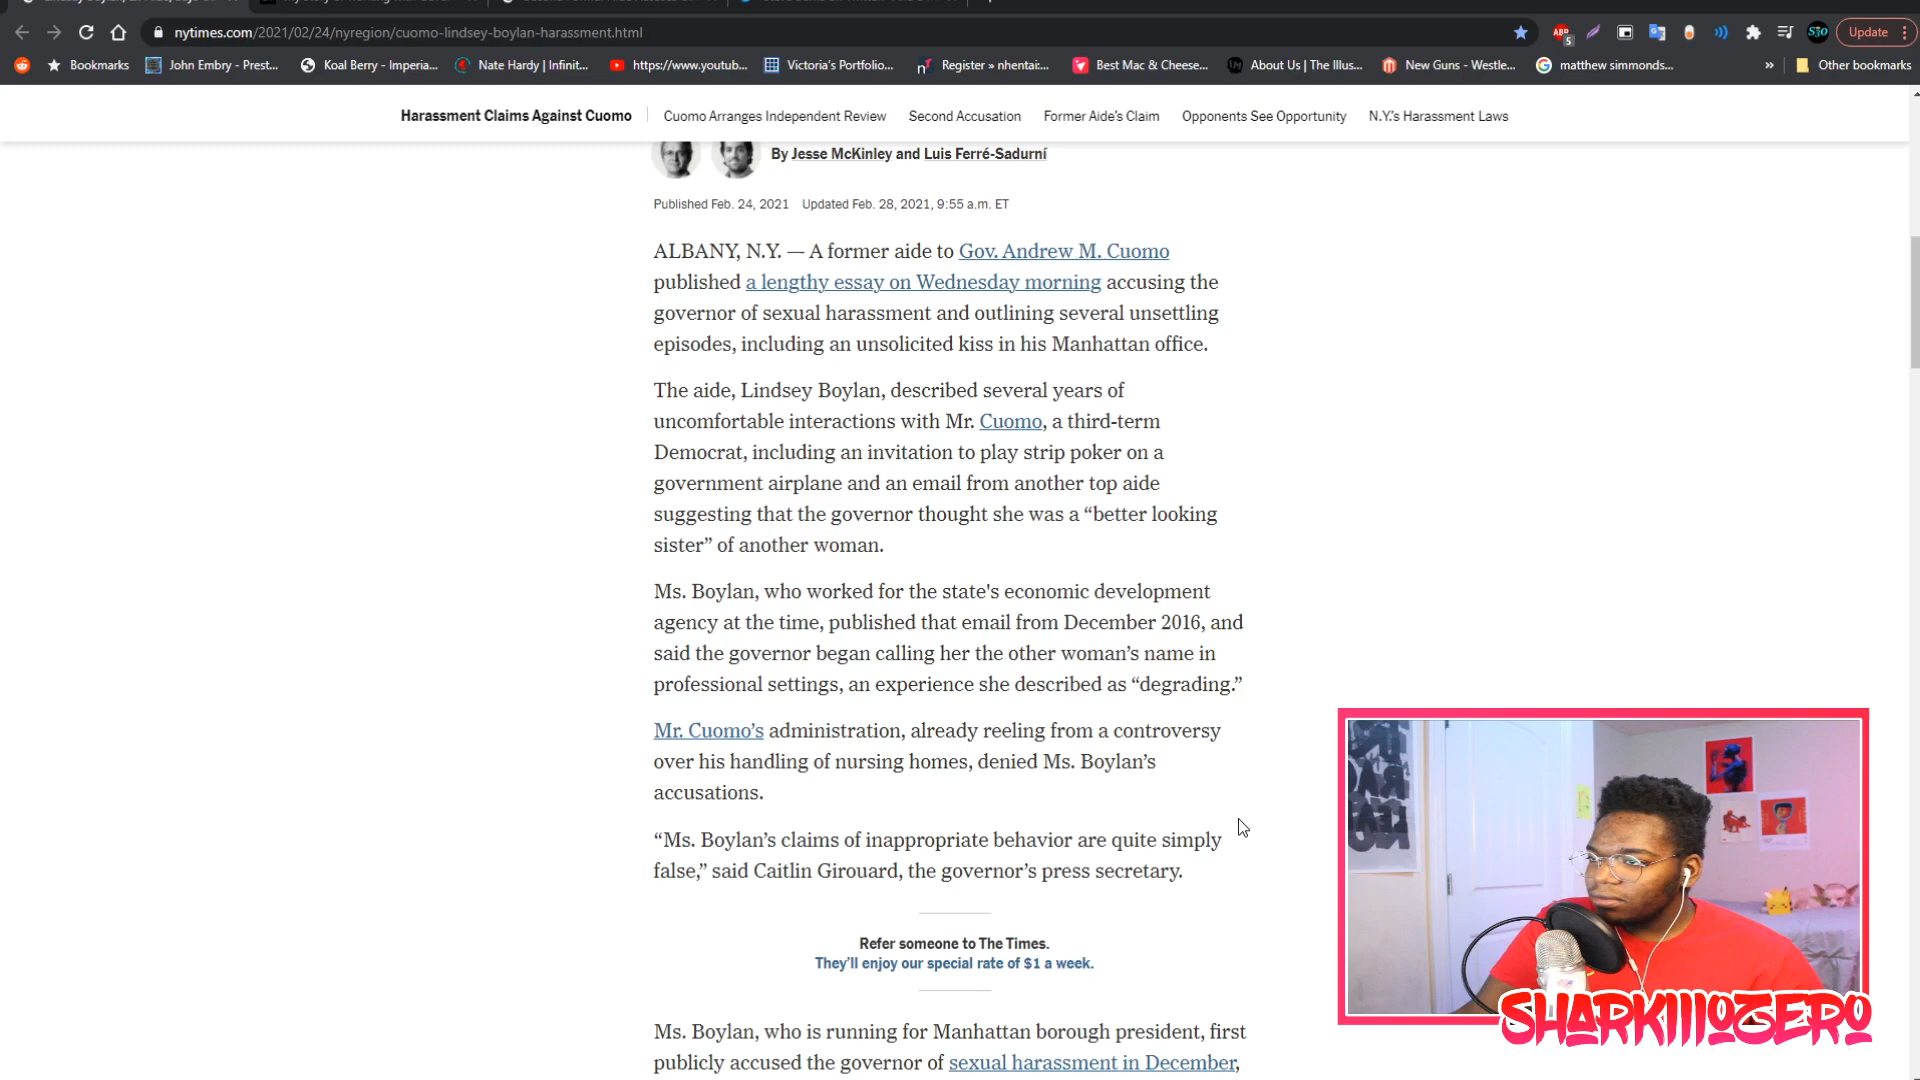 nytimes.com/2021/02/24/nyregion/cuomo-lindsey-boylan-harassment.html
ABP
5
S30
Update
Bookmarks
John Embry - Prest...
Koal Berry - Imperia...
Nate Hardy | Infinit...
https://www.youtub...
Victoria's Portfolio...
Register » nhentai:...
Best Mac & Cheese...
About Us | The Illus...
New Guns - Westle...
matthew simmonds...
»
Other bookmarks
Harassment Claims Against Cuomo
Cuomo Arranges Independent Review
Second Accusation
Former Aide's Claim
Opponents See Opportunity
N.Y.'s Harassment Laws
By Jesse McKinley and Luis Ferré-Sadurní
Published Feb. 24, 2021 Updated Feb. 28, 2021, 9:55 a.m. ET
ALBANY, N.Y. — A former aide to Gov. Andrew M. Cuomo
published a lengthy essay on Wednesday morning accusing the
governor of sexual harassment and outlining several unsettling
episodes, including an unsolicited kiss in his Manhattan office.
The aide, Lindsey Boylan, described several years of
uncomfortable interactions with Mr. Cuomo, a third-term
Democrat, including an invitation to play strip poker on a
government airplane and an email from another top aide
suggesting that the governor thought she was a “better looking
sister” of another woman.
Ms. Boylan, who worked for the state's economic development
agency at the time, published that email from December 2016, and
said the governor began calling her the other woman’s name in
professional settings, an experience she described as “degrading.”
Mr. Cuomo’s administration, already reeling from a controversy
over his handling of nursing homes, denied Ms. Boylan’s
accusations.
“Ms. Boylan’s claims of inappropriate behavior are quite simply
false,” said Caitlin Girouard, the governor’s press secretary.
Refer someone to The Times.
They’ll enjoy our special rate of $1 a week.
Ms. Boylan, who is running for Manhattan borough president, first
publicly accused the governor of sexual harassment in December,
SHARK111OZERO